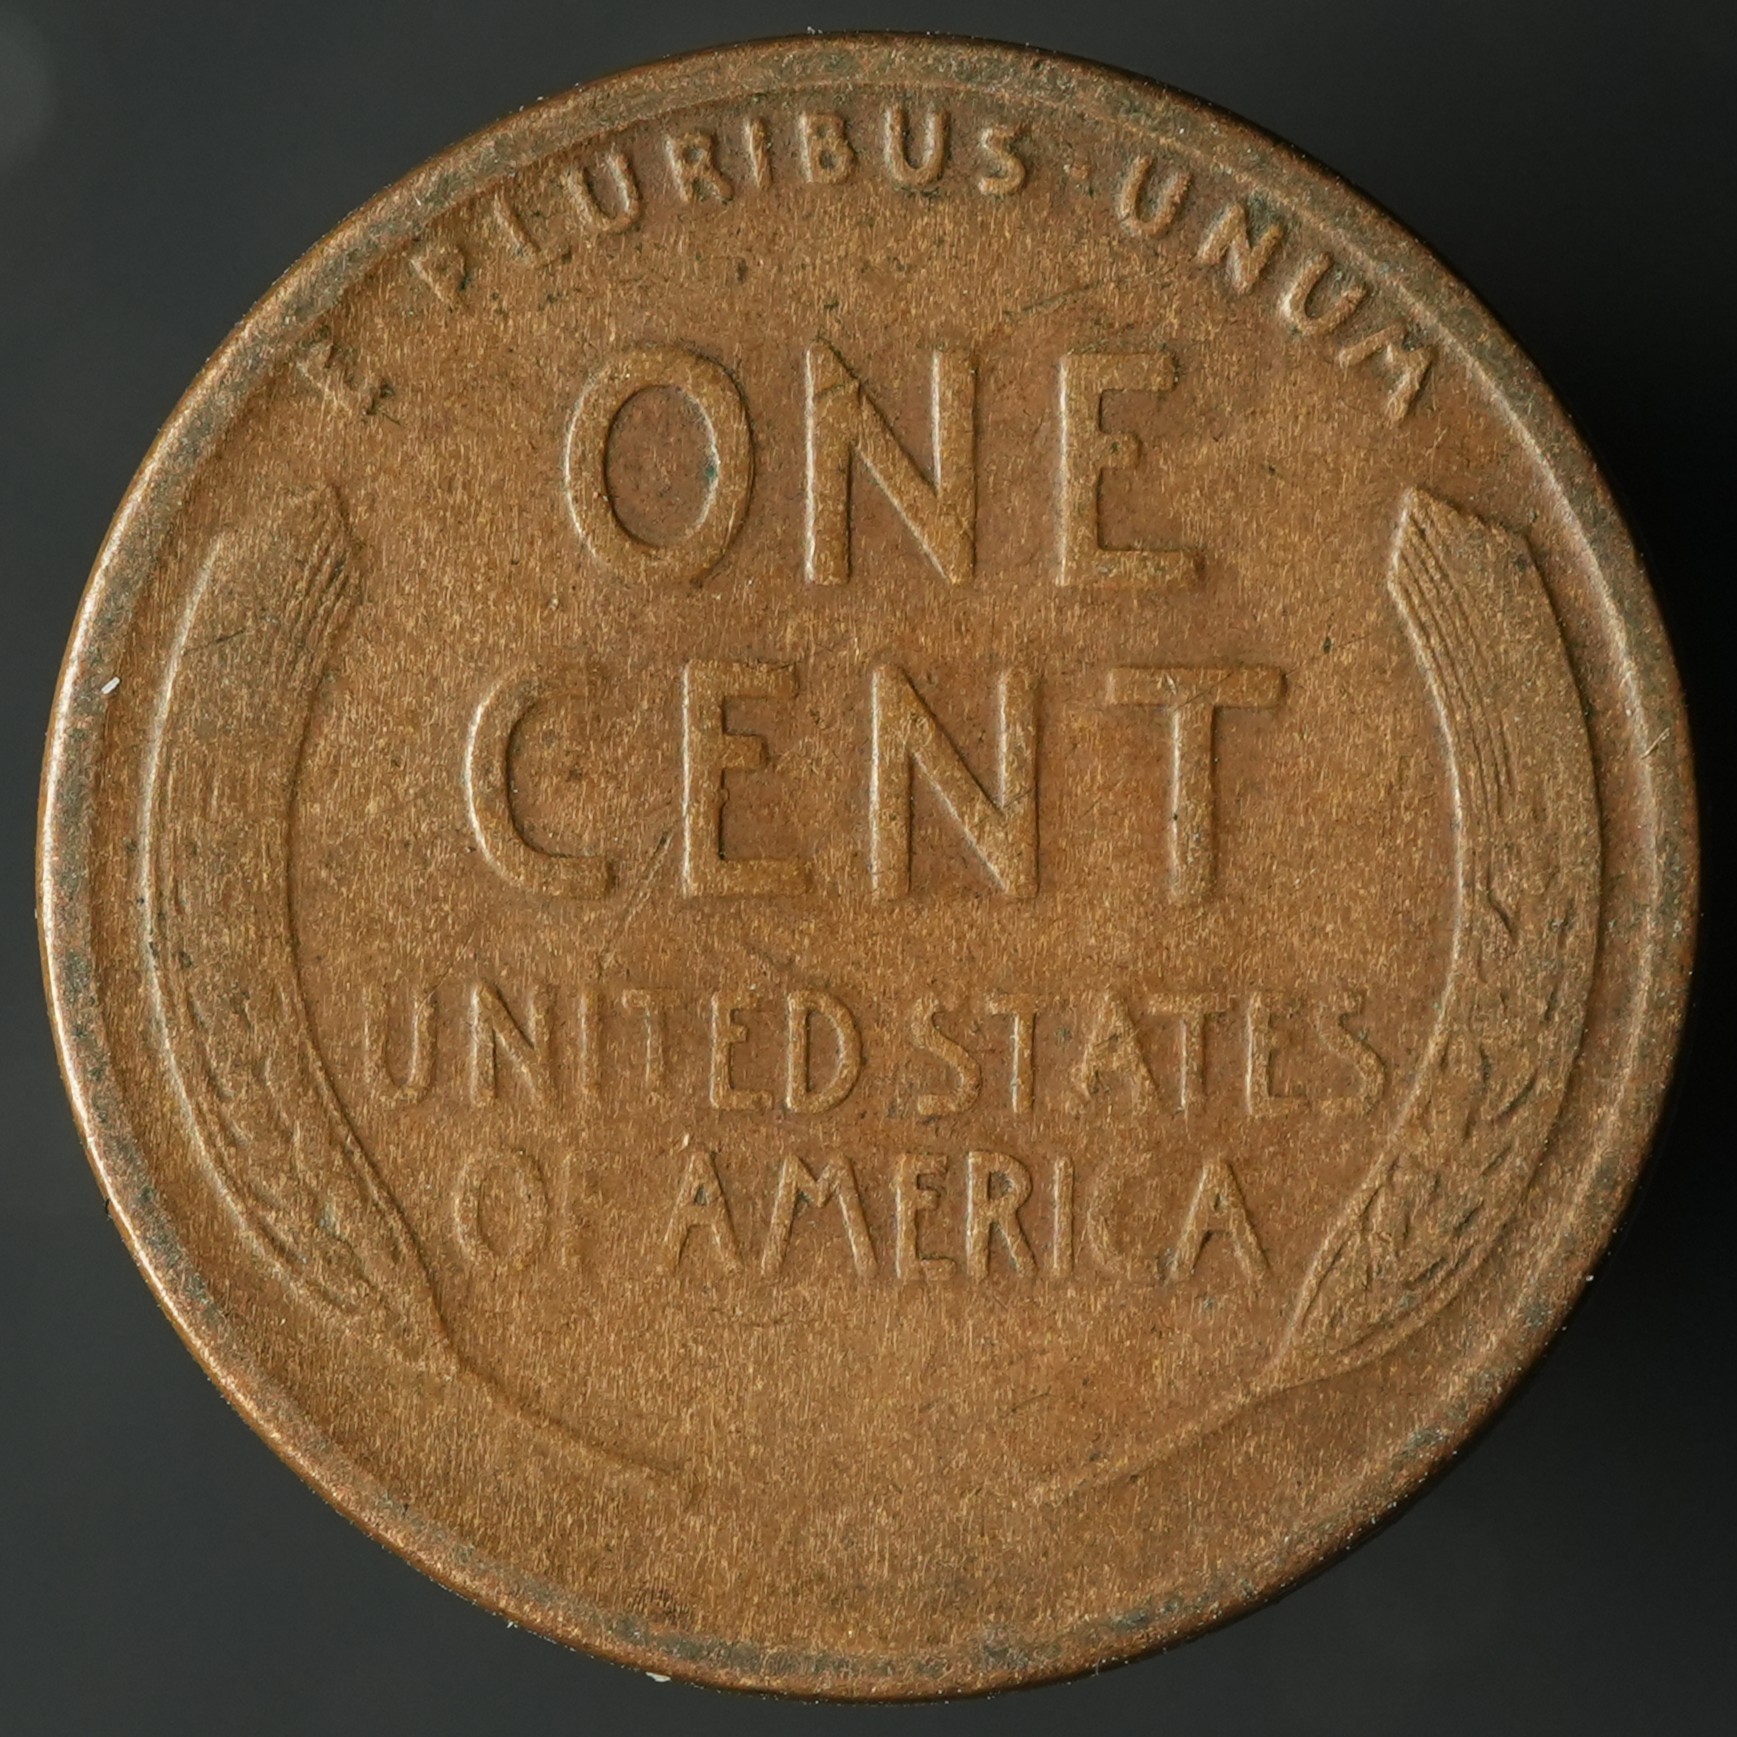 E PLURIBUS · UNUM
ONE
CENT
UNITED STATES
OF AMERICA